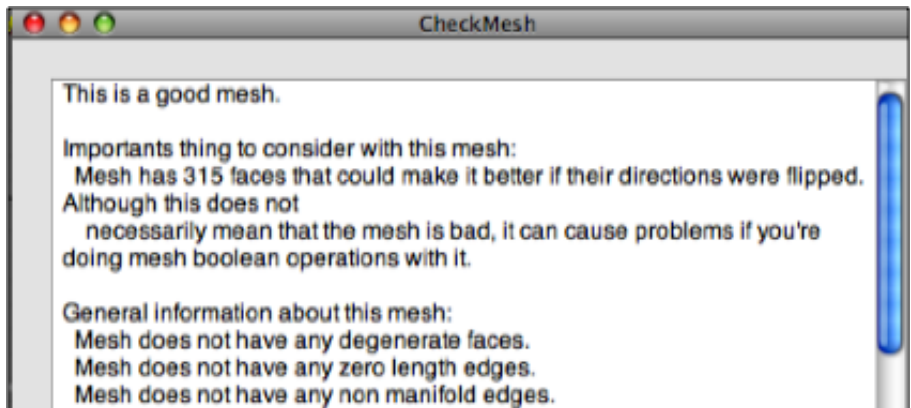 CheckMesh
This is a good mesh.
Importants thing to consider with this mesh:
Mesh has 315 faces that could make it better if their directions were flipped.
Although this does not
necessarily mean that the mesh is bad, it can cause problems if you're
doing mesh boolean operations with it.
General information about this mesh:
Mesh does not have any degenerate faces.
Mesh does not have any zero length edges.
Mesh does not have any non manifold edges.